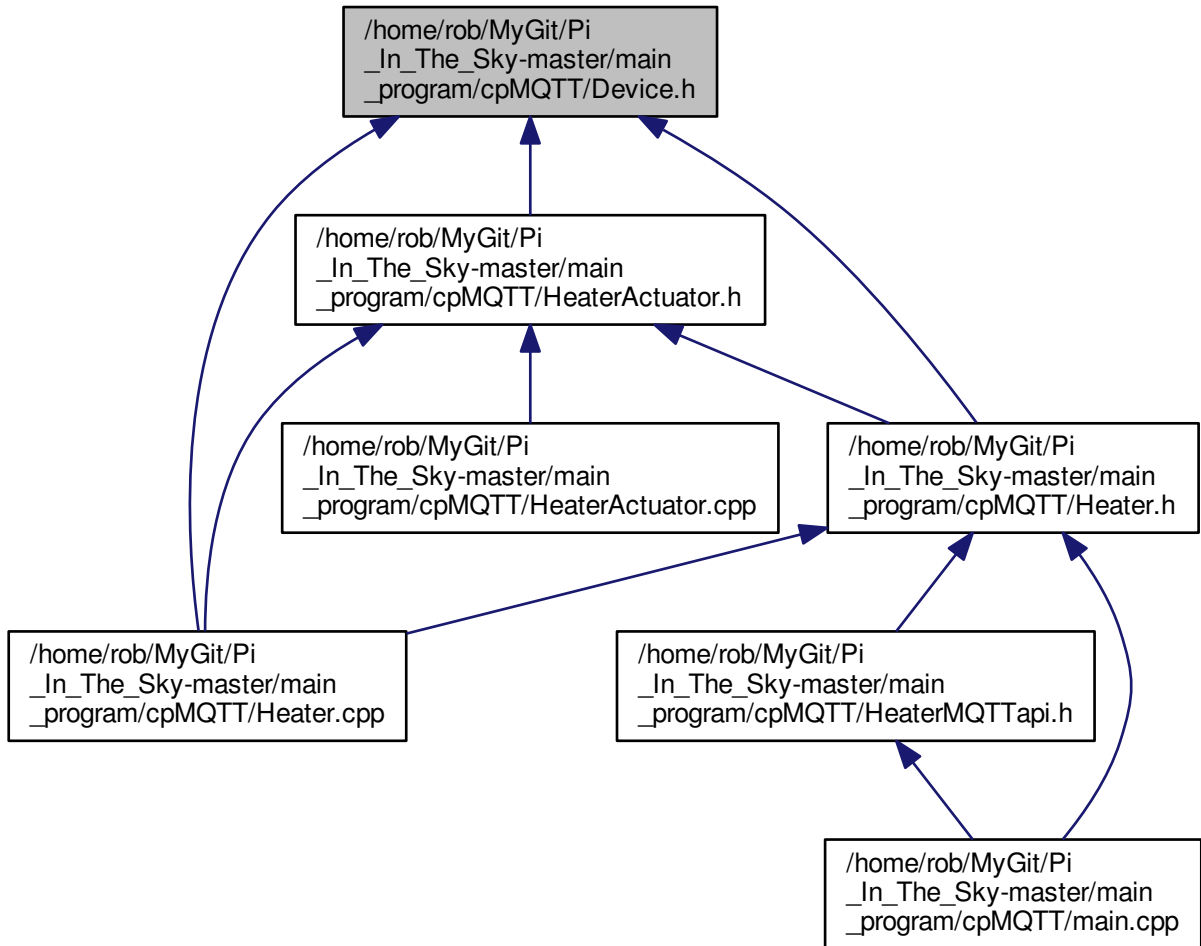 /home/rob/MyGit/Pi
_In_The_Sky-master/main
_program/cpMQTT/Device.h
/home/rob/MyGit/Pi
_In_The_Sky-master/main
_program/cpMQTT/HeaterActuator.h
/home/rob/MyGit/Pi
_In_The_Sky-master/main
_program/cpMQTT/HeaterActuator.cpp
/home/rob/MyGit/Pi
_In_The_Sky-master/main
_program/cpMQTT/Heater.h
/home/rob/MyGit/Pi
_In_The_Sky-master/main
_program/cpMQTT/Heater.cpp
/home/rob/MyGit/Pi
_In_The_Sky-master/main
_program/cpMQTT/HeaterMQTTapi.h
/home/rob/MyGit/Pi
_In_The_Sky-master/main
_program/cpMQTT/main.cpp